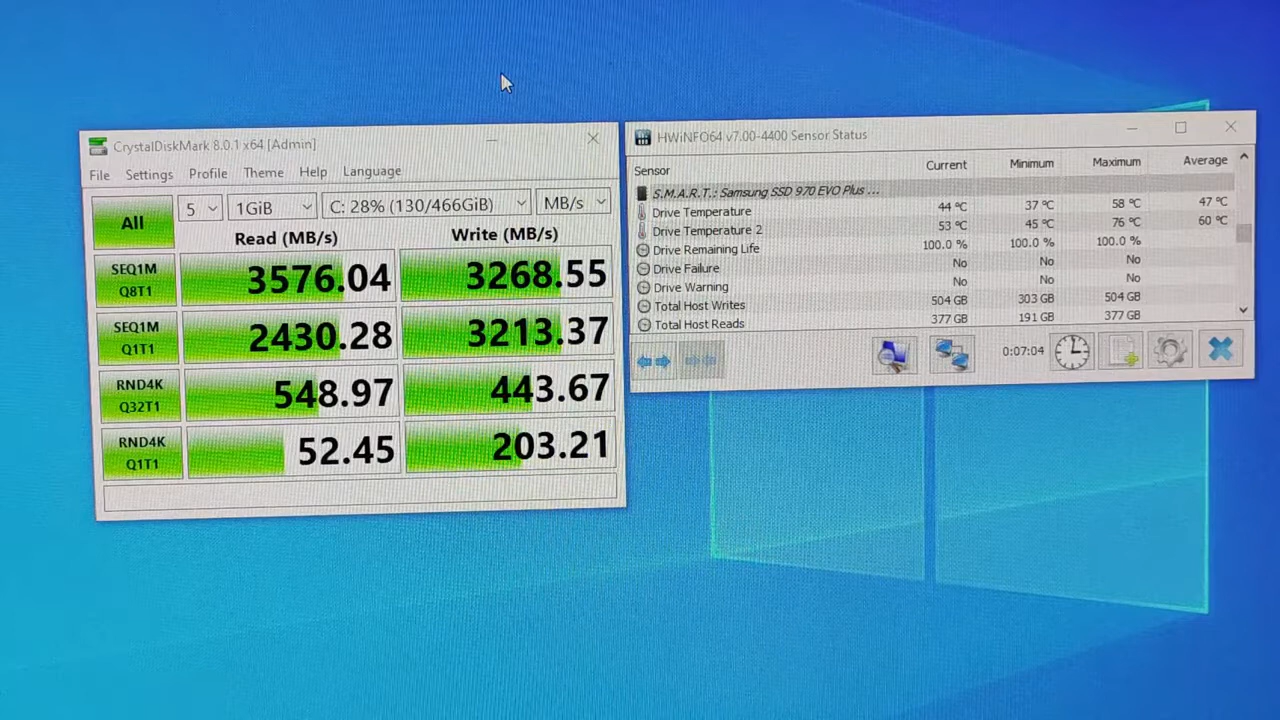 CrystalDiskMark 8.0.1 x64 [Admin]
File Settings Profile Theme Help Language
All 5 1GiB C: 28% (130/466GiB) MB/s
Read (MB/s) Write (MB/s)
SEQ1M
Q8T1
3576.04 3268.55
SEQ1M
Q1T1
2430.28 3213.37
RND4K
Q32T1
548.97 443.67
RND4K
Q1T1
52.45 203.21
HWiNFO64 v7.00-4400 Sensor Status
Sensor Current Minimum Maximum Average
S.M.A.R.T.: Samsung SSD 970 EVO Plus ...
Drive Temperature 44 °C 37 °C 58 °C 47 °C
Drive Temperature 2 53 °C 45 °C 76 °C 60 °C
Drive Remaining Life 100.0 % 100.0 % 100.0 %
Drive Failure No No No
Drive Warning No No No
Total Host Writes 504 GB 303 GB 504 GB
Total Host Reads 377 GB 191 GB 377 GB
0:07:04